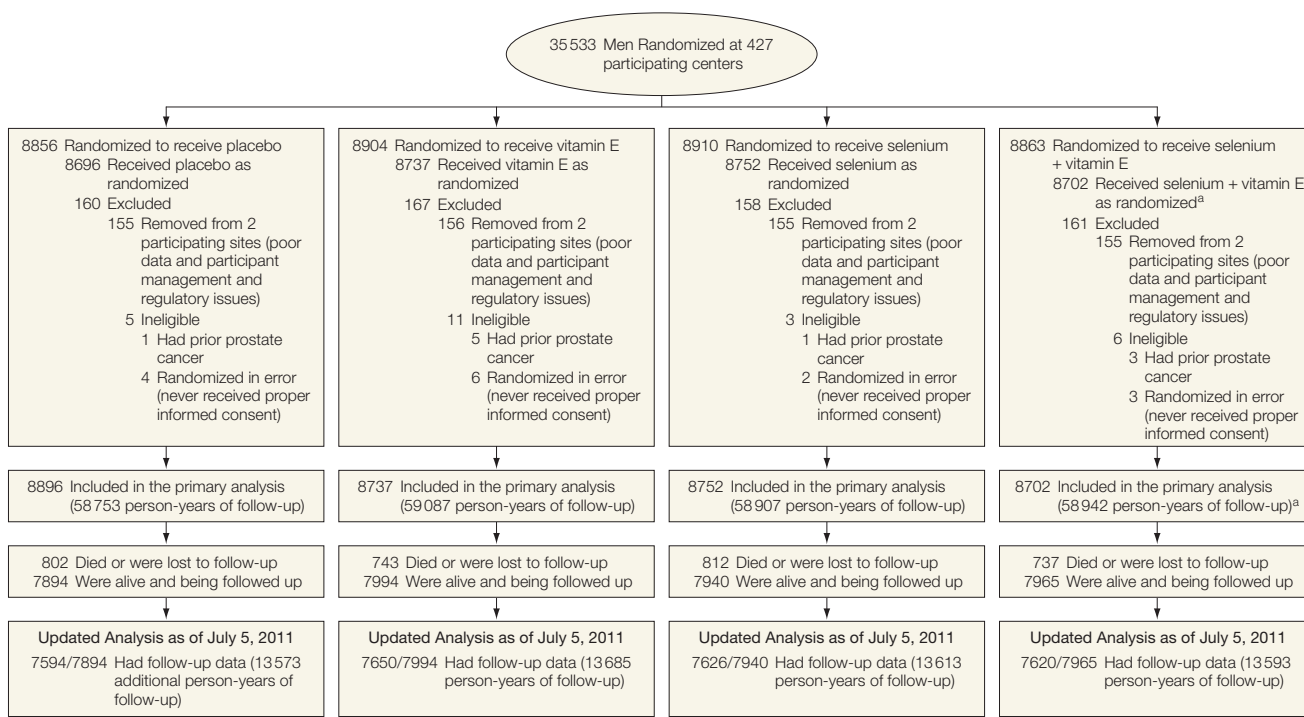 35 533 Men Randomized at 427
participating centers
8856 Randomized to receive placebo
8696 Received placebo as
randomized
160 Excluded
155 Removed from 2
participating sites (poor
data and participant
management and
regulatory issues)
5 Ineligible
1 Had prior prostate
cancer
4 Randomized in error
(never received proper
informed consent)
8904 Randomized to receive vitamin E
8737 Received vitamin E as
randomized
167 Excluded
156 Removed from 2
participating sites (poor
data and participant
management and
regulatory issues)
11 Ineligible
5 Had prior prostate
cancer
6 Randomized in error
(never received proper
informed consent)
8910 Randomized to receive selenium
8752 Received selenium as
randomized
158 Excluded
155 Removed from 2
participating sites (poor
data and participant
management and
regulatory issues)
3 Ineligible
1 Had prior prostate
cancer
2 Randomized in error
(never received proper
informed consent)
8863 Randomized to receive selenium
+ vitamin E
8702 Received selenium + vitamin E
as randomizedᵃ
161 Excluded
155 Removed from 2
participating sites (poor
data and participant
management and
regulatory issues)
6 Ineligible
3 Had prior prostate
cancer
3 Randomized in error
(never received proper
informed consent)
8896 Included in the primary analysis
(58 753 person-years of follow-up)
8737 Included in the primary analysis
(59 087 person-years of follow-up)
8752 Included in the primary analysis
(58 907 person-years of follow-up)
8702 Included in the primary analysis
(58 942 person-years of follow-up)ᵃ
802 Died or were lost to follow-up
7894 Were alive and being followed up
743 Died or were lost to follow-up
7994 Were alive and being followed up
812 Died or were lost to follow-up
7940 Were alive and being followed up
737 Died or were lost to follow-up
7965 Were alive and being followed up
Updated Analysis as of July 5, 2011
7594/7894 Had follow-up data (13 573
additional person-years of
follow-up)
Updated Analysis as of July 5, 2011
7650/7994 Had follow-up data (13 685
person-years of follow-up)
Updated Analysis as of July 5, 2011
7626/7940 Had follow-up data (13 613
person-years of follow-up)
Updated Analysis as of July 5, 2011
7620/7965 Had follow-up data (13 593
person-years of follow-up)